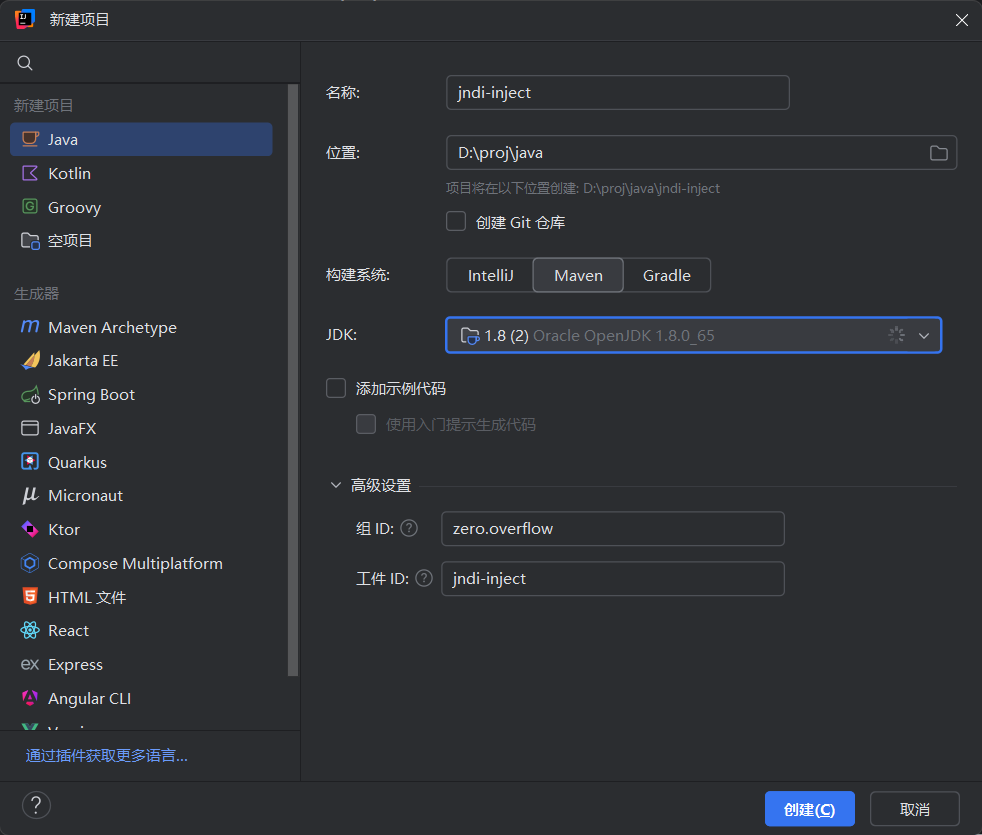 新建项目
新建项目
Java
Kotlin
Groovy
空项目
生成器
Maven Archetype
Jakarta EE
Spring Boot
JavaFX
Quarkus
Micronaut
Ktor
Compose Multiplatform
HTML 文件
React
Express
Angular CLI
通过插件获取更多语言...
名称:
jndi-inject
位置:
D:\proj\java
项目将在以下位置创建: D:\proj\java\jndi-inject
创建 Git 仓库
构建系统:
IntelliJ Maven Gradle
JDK:
1.8 (2) Oracle OpenJDK 1.8.0_65
添加示例代码
使用入门提示生成代码
高级设置
组 ID: ?
zero.overflow
工件 ID: ?
jndi-inject
?
创建(C)
取消